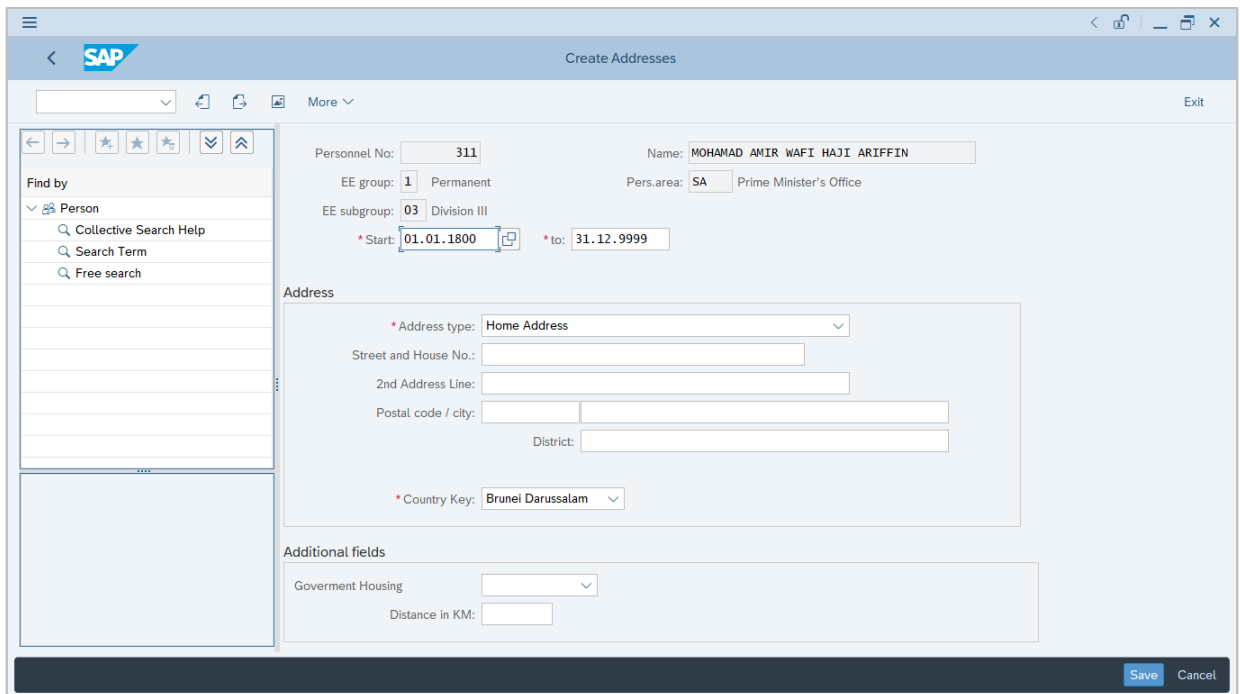 SAP
Create Addresses
More
Exit
Find by
Person
Collective Search Help
Search Term
Free search
Personnel No: 311
Name: MOHAMAD AMIR WAFI HAJI ARIFFIN
EE group: 1 Permanent
Pers.area: SA Prime Minister's Office
EE subgroup: 03 Division III
* Start: 01.01.1800 * to: 31.12.9999
Address
* Address type: Home Address
Street and House No.:
2nd Address Line:
Postal code / city:
District:
* Country Key: Brunei Darussalam
Additional fields
Goverment Housing
Distance in KM:
Save Cancel